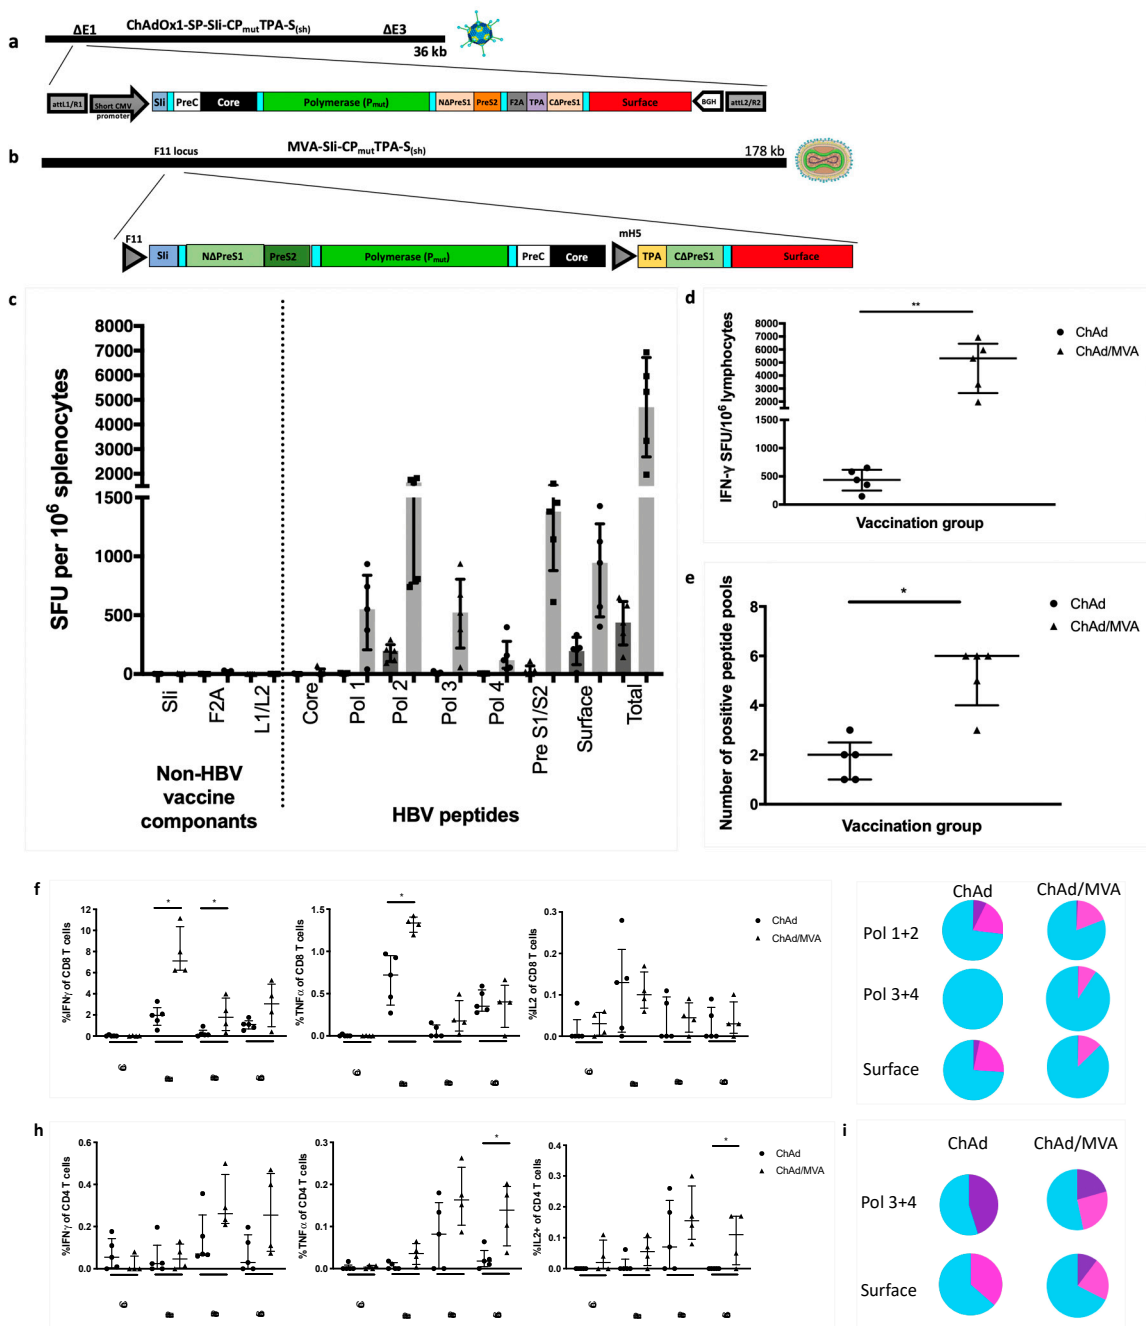 a
ChAdOx1-SP-SIi-CPmutTPA-S(sh)
ΔE1
ΔE3
36 kb
attL1/R1
Short CMV promoter
SIi
PreC
Core
Polymerase (Pmut)
NΔPreS1
PreS2
F2A
TPA
CΔPreS1
Surface
BGH
attL2/R2
b
F11 locus
MVA-SIi-CPmutTPA-S(sh)
178 kb
F11
mH5
SIi
NΔPreS1
PreS2
Polymerase (Pmut)
PreC
Core
TPA
CΔPreS1
Surface
c
SFU per 10⁶ splenocytes
8000
7000
6000
5000
4000
3000
2000
1500
1000
500
0
SIi
F2A
L1/L2
Core
Pol 1
Pol 2
Pol 3
Pol 4
Pre S1/S2
Surface
Total
Non-HBV
vaccine
componants
HBV peptides
d
IFN-γ SFU/10⁶ lymphocytes
8000
7000
6000
5000
4000
3000
2000
1500
1000
500
0
**
ChAd
ChAd/MVA
Vaccination group
e
Number of positive peptide pools
8
6
4
2
0
*
ChAd
ChAd/MVA
Vaccination group
f
%IFNγ of CD8 T cells
12
10
8
6
4
2
0
*
*
%TNFα of CD8 T cells
1.5
1.0
0.5
0.0
*
%IL2 of CD8 T cells
0.3
0.2
0.1
0.0
ChAd
ChAd/MVA
ChAd
ChAd/MVA
Pol 1+2
Pol 3+4
Surface
h
%IFNγ of CD4 T cells
0.6
0.4
0.2
0.0
%TNFα of CD4 T cells
0.3
0.2
0.1
0.0
*
%IL2+ of CD4 T cells
0.4
0.3
0.2
0.1
0.0
*
ChAd
ChAd/MVA
i
ChAd
ChAd/MVA
Pol 3+4
Surface